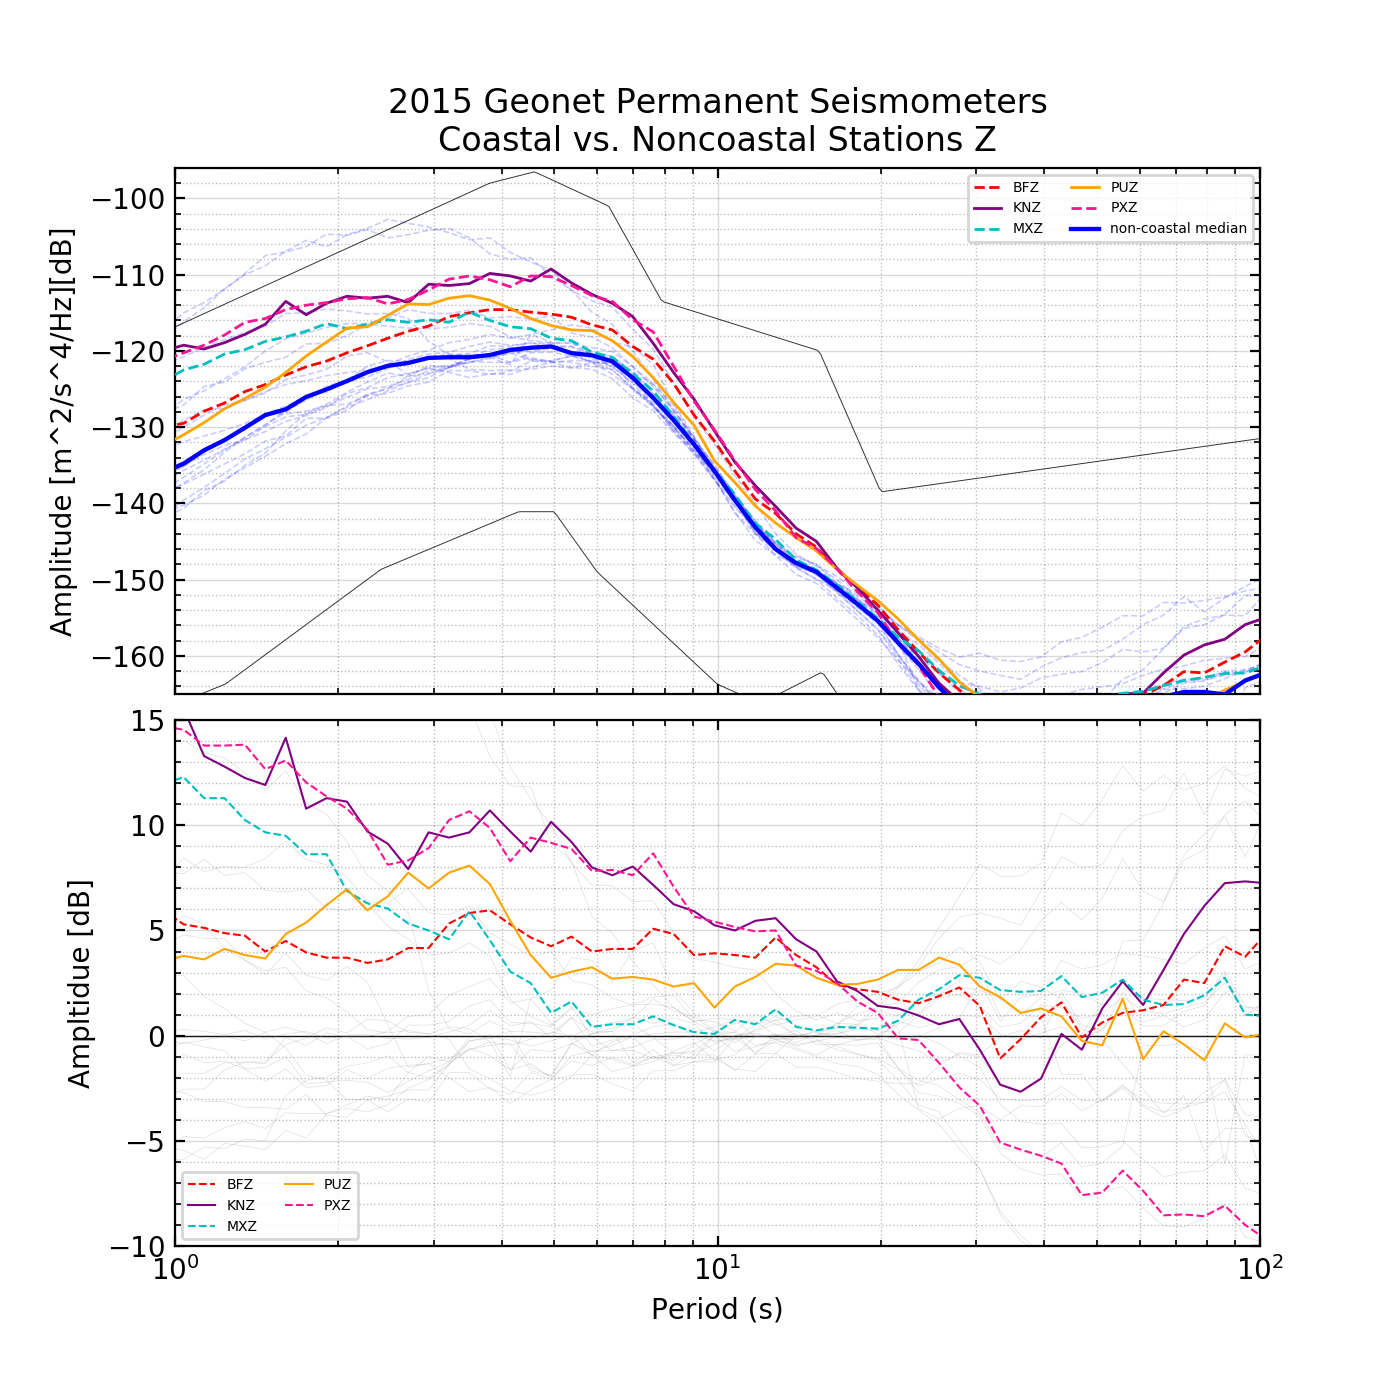 2015 Geonet Permanent Seismometers
Coastal vs. Noncoastal Stations Z
Amplitude [m^2/s^4/Hz][dB]
−100
−110
−120
−130
−140
−150
−160
BFZ PUZ
KNZ PXZ
MXZ non-coastal median
Ampltidue [dB]
15
10
5
0
−5
−10
BFZ PUZ
KNZ PXZ
MXZ
10^0 10^1 10^2
Period (s)